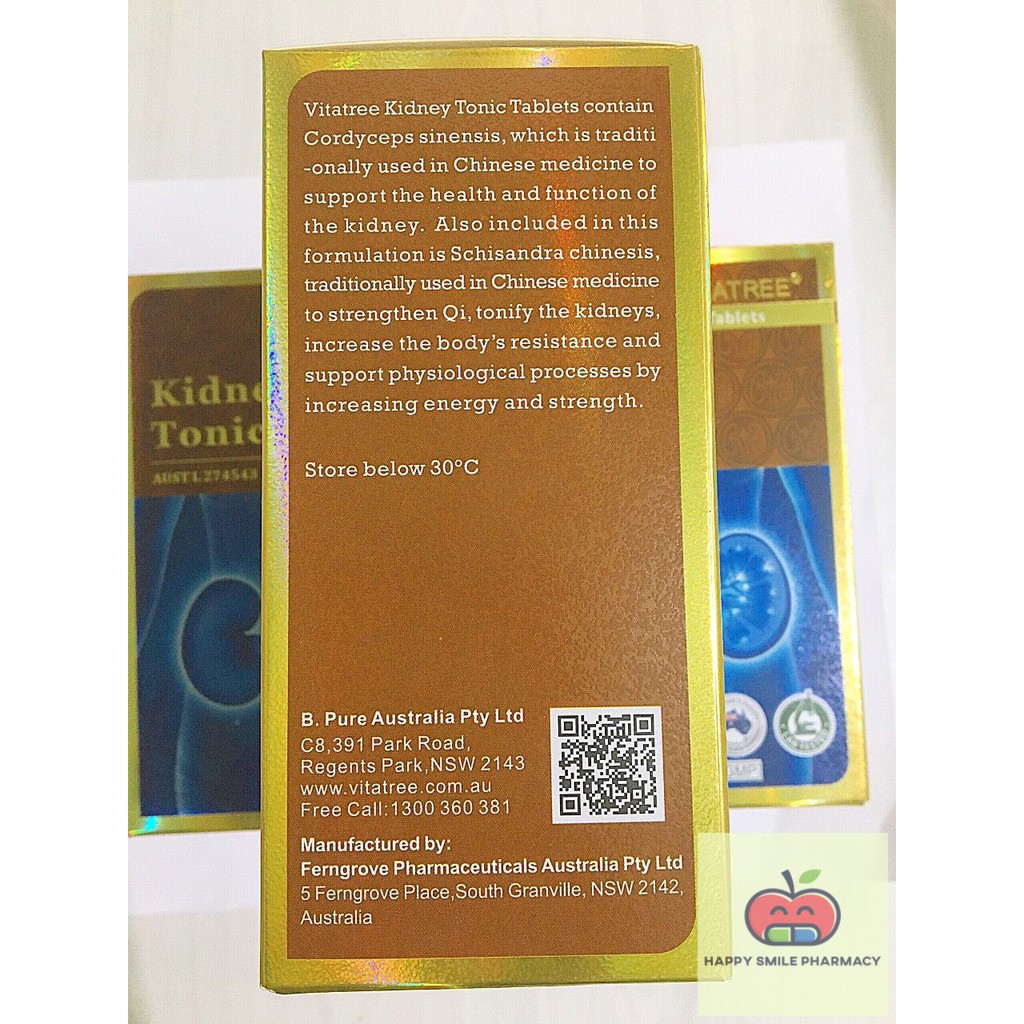 Vitatree Kidney Tonic Tablets contain
Cordyceps sinensis, which is traditi
-onally used in Chinese medicine to
support the health and function of
the kidney. Also included in this
formulation is Schisandra chinesis,
traditionally used in Chinese medicine
to strengthen Qi, tonify the kidneys,
increase the body's resistance and
support physiological processes by
increasing energy and strength.
Store below 30°C
B. Pure Australia Pty Ltd
C8,391 Park Road,
Regents Park,NSW 2143
www.vitatree.com.au
Free Call:1300 360 381
Manufactured by:
Ferngrove Pharmaceuticals Australia Pty Ltd
5 Ferngrove Place,South Granville, NSW 2142,
Australia
Kidne
Tonic
AUST L 274543
ATREE
Tablets
GMP
HAPPY SMILE PHARMACY